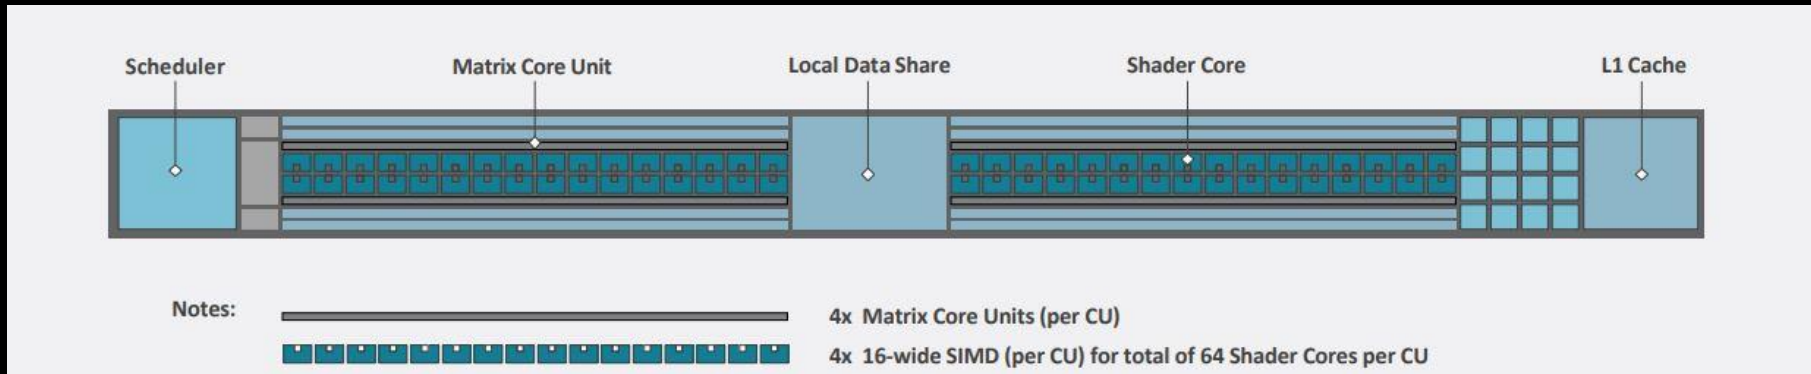 Scheduler
Matrix Core Unit
Local Data Share
Shader Core
L1 Cache
Notes:
4x Matrix Core Units (per CU)
4x 16-wide SIMD (per CU) for total of 64 Shader Cores per CU